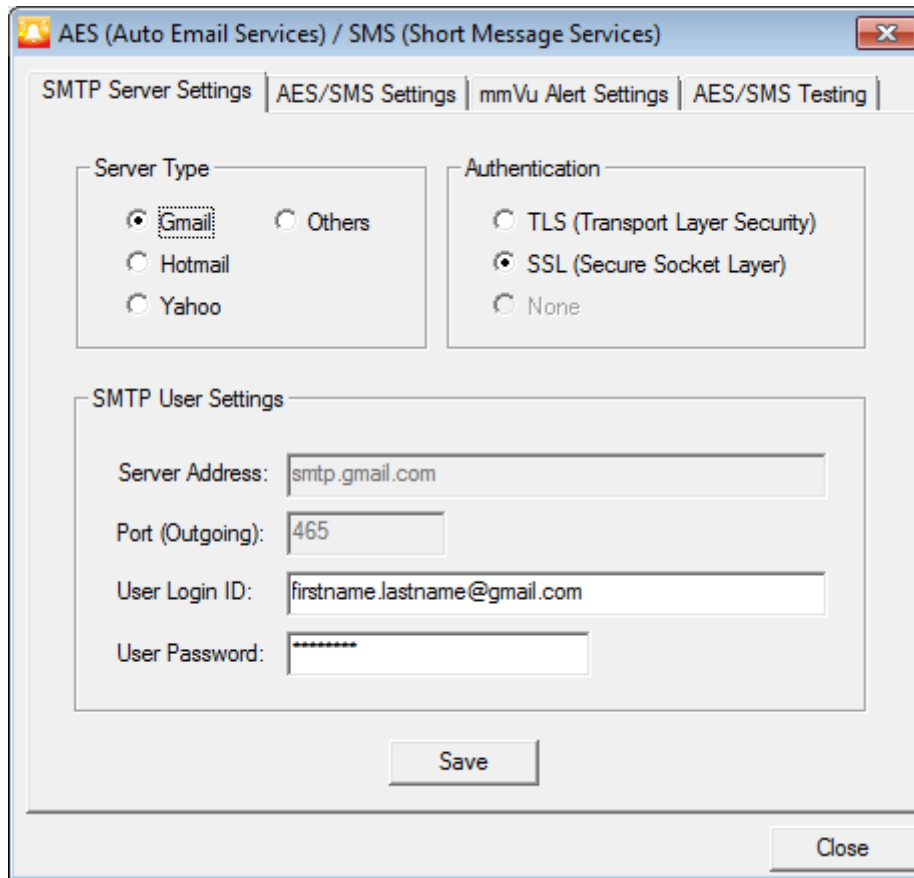 AES (Auto Email Services) / SMS (Short Message Services)
SMTP Server Settings AES/SMS Settings mmVu Alert Settings AES/SMS Testing
Server Type
Gmail Others
Hotmail
Yahoo
Authentication
TLS (Transport Layer Security)
SSL (Secure Socket Layer)
None
SMTP User Settings
Server Address: smtp.gmail.com
Port (Outgoing): 465
User Login ID: firstname.lastname@gmail.com
User Password: ********
Save
Close